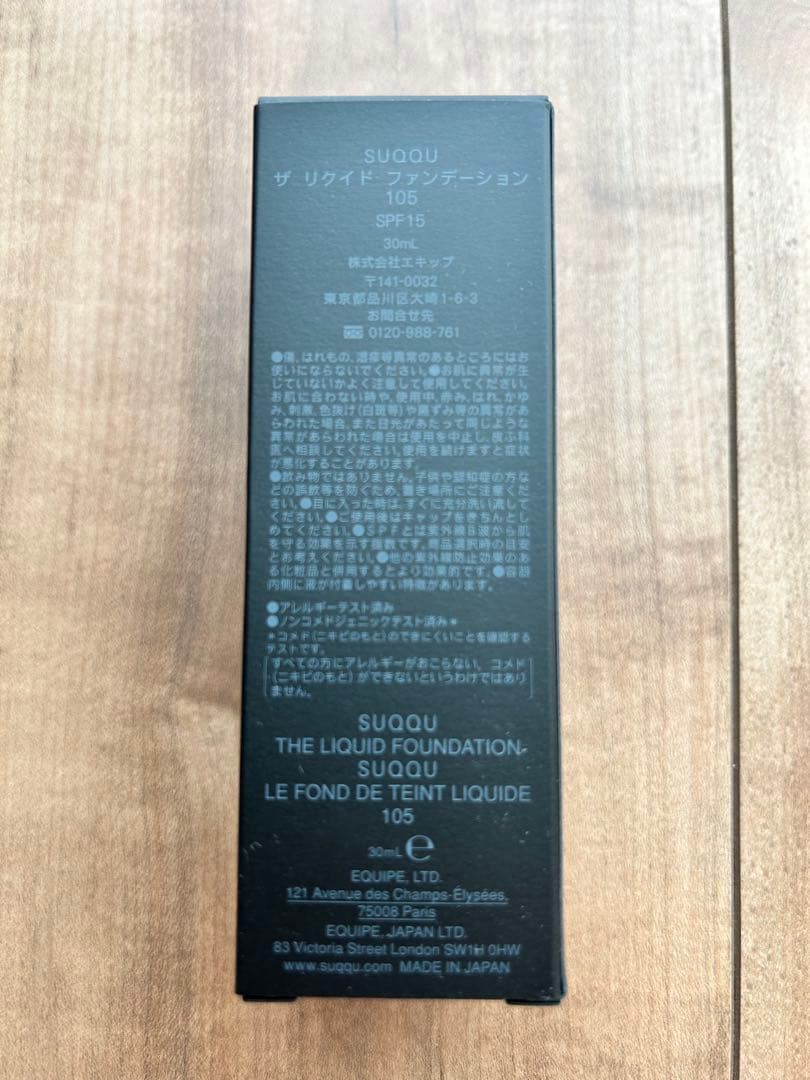 SUQQU
ザ リクイド ファンデーション
105
SPF15
30mL
株式会社エキップ
〒141-0032
東京都品川区大崎1-6-3
お問合せ先
0120-988-761
●傷、はれもの、湿疹等異常のあるところにはお
使いにならないでください。●お肌に異常が生
じていないかよく注意して使用してください。
お肌に合わない時や、使用中、赤み、はれ、かゆ
み、刺激、色抜け(白斑等)や黒ずみ等の異常があ
らわれた場合、また日光があたって同じような
異常があらわれた場合は使用を中止し、皮ふ科
医へ相談してください。使用を続けますと症状
が悪化することがあります。
●飲み物ではありません。子供や認知症の方な
どの誤飲等を防ぐため、置き場所にご注意くださ
い。●目に入った時は、すぐに充分洗い流して
ください。●ご使用後はキャップをきちんとし
めてください。●SPFとは紫外線B波から肌
を守る効果を示す指数です。商品選択時の目安
とお考えください。●他の紫外線防止効果のあ
る化粧品と併用するとより効果的です。●容器
内側に液が付着しやすい特徴があります。
●アレルギーテスト済み
●ノンコメドジェニックテスト済み*
*コメド(ニキビのもと)のできにくいことを確認する
テストです。
すべての方にアレルギーがおこらない、コメド
(ニキビのもと)ができないというわけではあり
ません。
SUQQU
THE LIQUID FOUNDATION
SUQQU
LE FOND DE TEINT LIQUIDE
105
30mL e
EQUIPE, LTD.
121 Avenue des Champs-Élysées,
75008 Paris
EQUIPE, JAPAN LTD.
83 Victoria Street London SW1H 0HW
www.suqqu.com MADE IN JAPAN